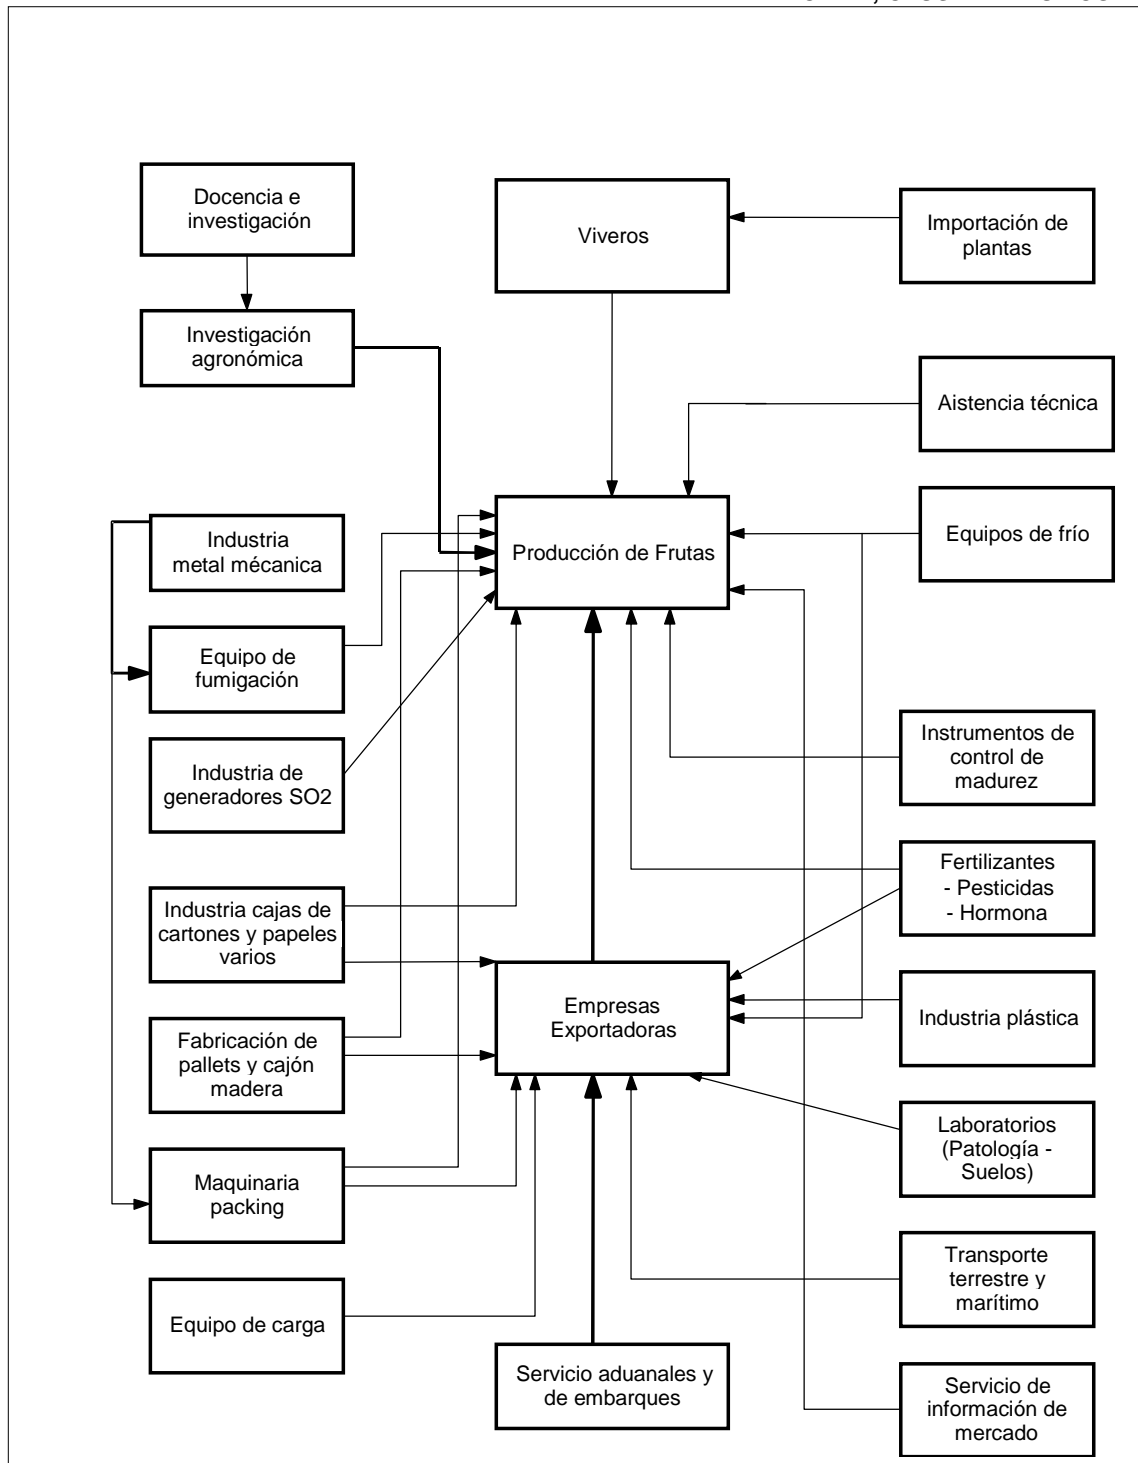 Docencia e
investigación
Viveros
Importación de
plantas
Investigación
agronómica
Aistencia técnica
Industria
metal mécanica
Producción de Frutas
Equipos de frío
Equipo de
fumigación
Industria de
generadores SO2
Instrumentos de
control de
madurez
Industria cajas de
cartones y papeles
varios
Fertilizantes
- Pesticidas
- Hormona
Empresas
Exportadoras
Industria plástica
Fabricación de
pallets y cajón
madera
Laboratorios
(Patología -
Suelos)
Maquinaria
packing
Transporte
terrestre y
marítimo
Equipo de carga
Servicio aduanales y
de embarques
Servicio de
información de
mercado